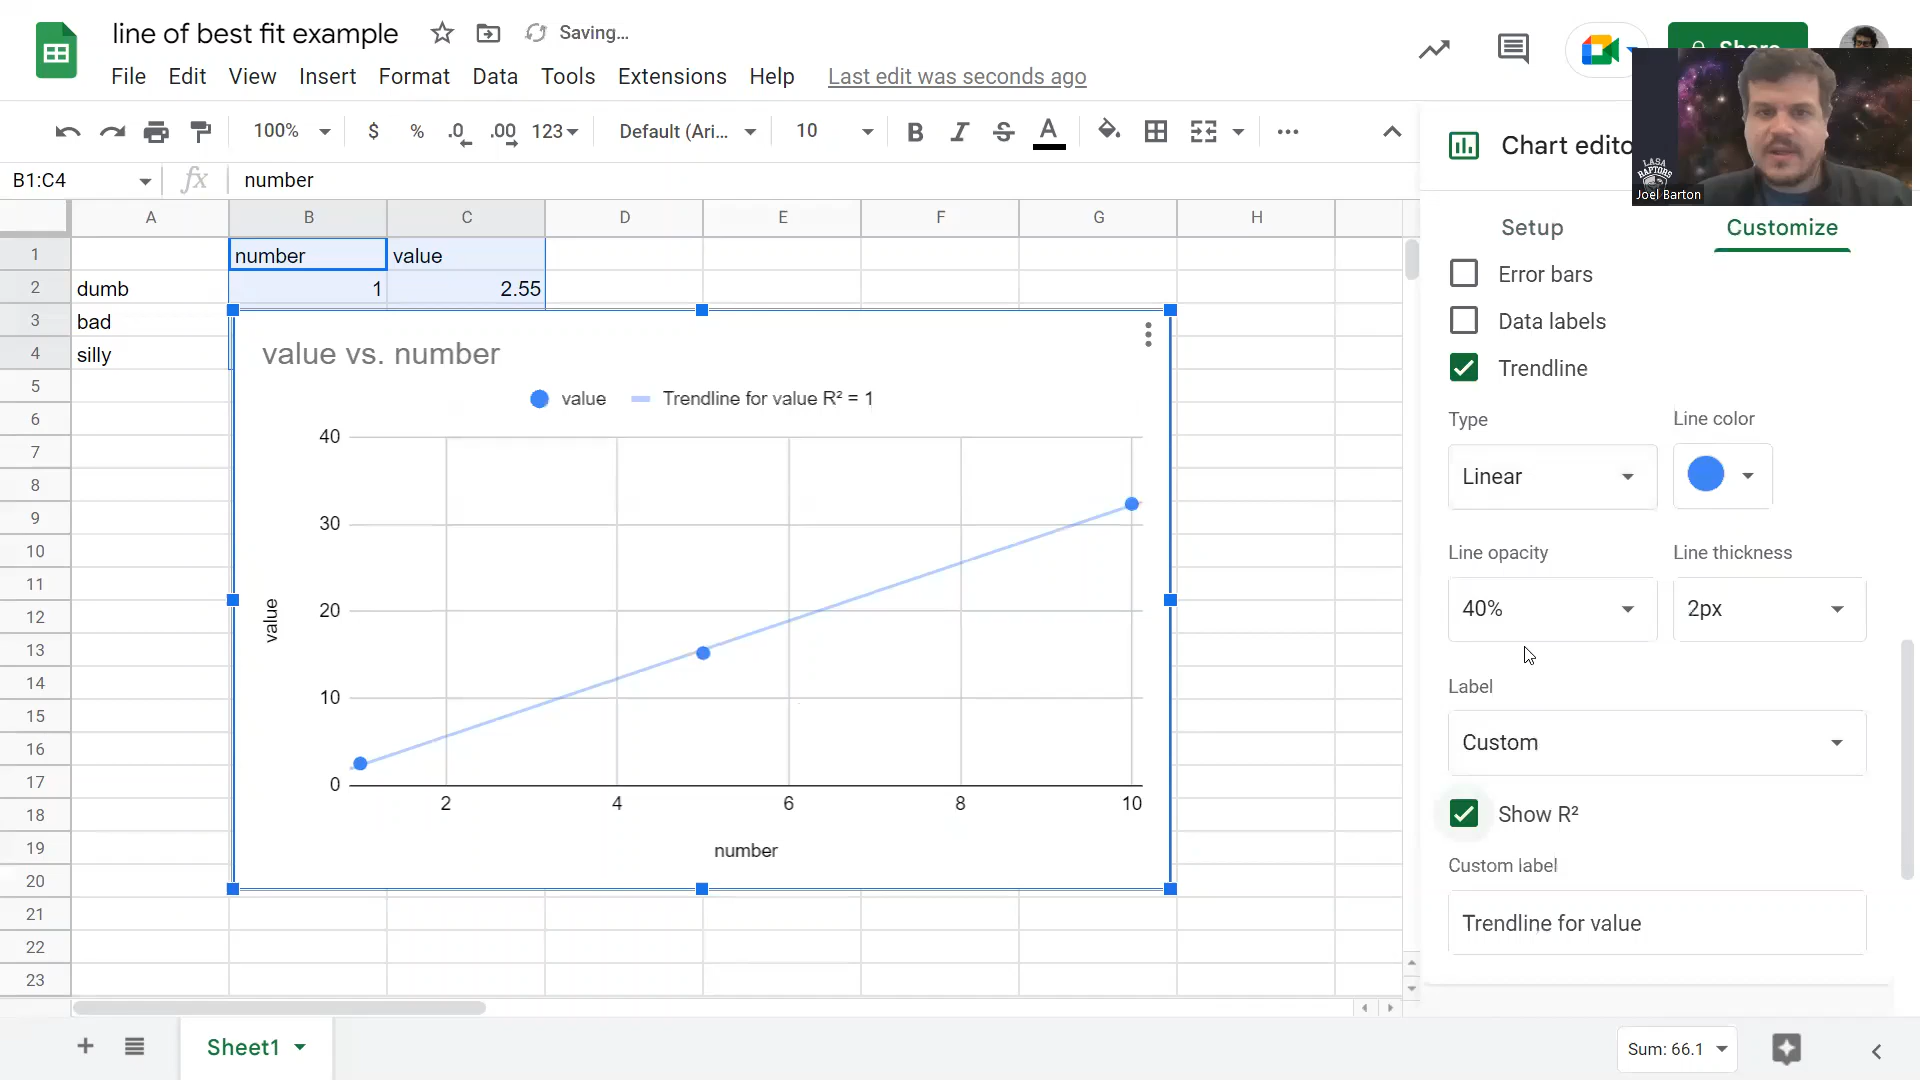 line of best fit example Saving...
Share
File Edit View Insert Format Data Tools Extensions Help Last edit was seconds ago
100% $ % .0 .00 123 Default (Ari... 10 B I S A
Chart edito
LASA
RAPTORS
Joel Barton
B1:C4 fx number
Setup Customize
A B C D E F G H
1 number value
2 dumb 1 2.55
3 bad
4 silly
5
6
7
8
9
10
11
12
13
14
15
16
17
18
19
20
21
22
23
value vs. number
value Trendline for value R² = 1
40
30
20
10
0
value
2 4 6 8 10
number
Error bars
Data labels
Trendline
Type Line color
Linear
Line opacity Line thickness
40% 2px
Label
Custom
Show R²
Custom label
Trendline for value
+ Sheet1 Sum: 66.1